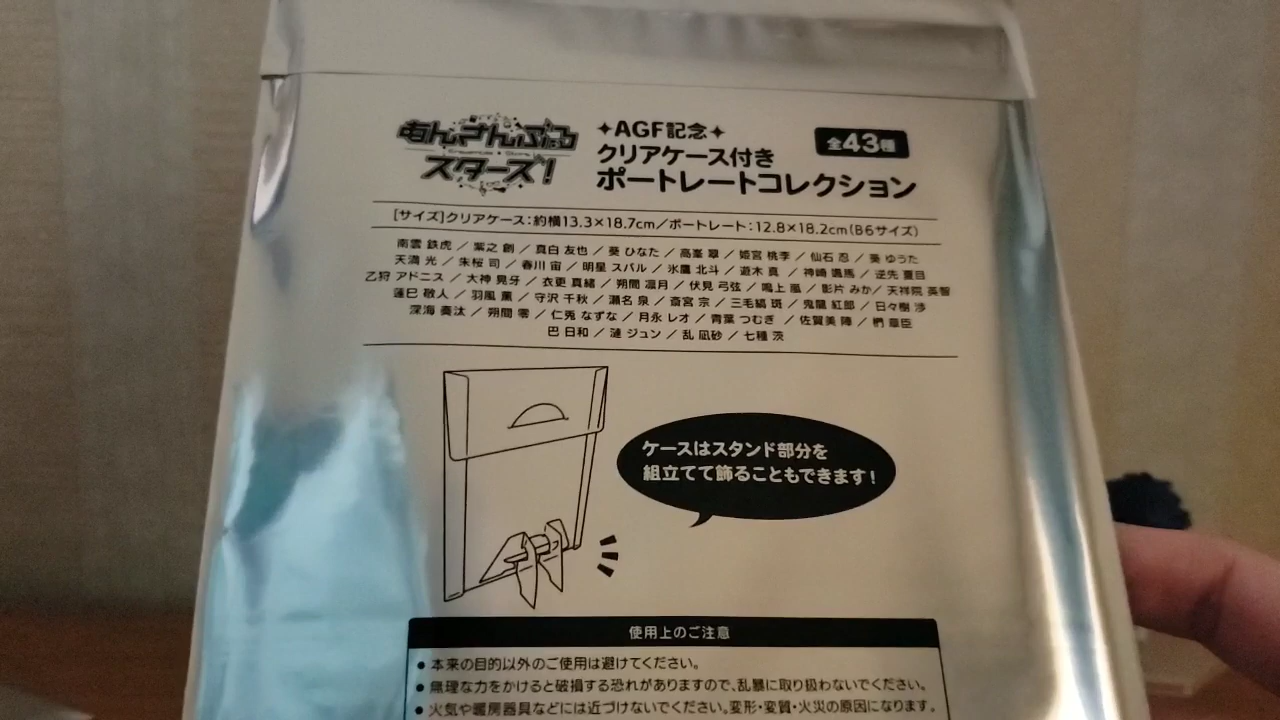 あんさんぶる
スターズ!
✦AGF記念✦
クリアケース付き
ポートレートコレクション
全43種
[サイズ]クリアケース:約横13.3×18.7cm/ポートレート:12.8×18.2cm(B6サイズ)
南雲 鉄虎 / 紫之 創 / 真白 友也 / 葵 ひなた / 高峯 翠 / 姫宮 桃李 / 仙石 忍 / 葵 ゆうた
天満 光 / 朱桜 司 / 春川 宙 / 明星 スバル / 氷鷹 北斗 / 遊木 真 / 神崎 颯馬 / 逆先 夏目
乙狩 アドニス / 大神 晃牙 / 衣更 真緒 / 朔間 凛月 / 伏見 弓弦 / 鳴上 嵐 / 影片 みか / 天祥院 英智
蓮巳 敬人 / 羽風 薫 / 守沢 千秋 / 瀬名 泉 / 斎宮 宗 / 三毛縞 斑 / 鬼龍 紅郎 / 日々樹 渉
深海 奏汰 / 朔間 零 / 仁兎 なずな / 月永 レオ / 青葉 つむぎ / 佐賀美 陣 / 椚 章臣
巴 日和 / 漣 ジュン / 乱 凪砂 / 七種 茨
ケースはスタンド部分を
組立てて飾ることもできます!
使用上のご注意
●本来の目的以外のご使用は避けてください。
●無理な力をかけると破損する恐れがありますので、乱暴に取り扱わないでください。
●火気や暖房器具などには近づけないでください。変形・変質・火災の原因になります。